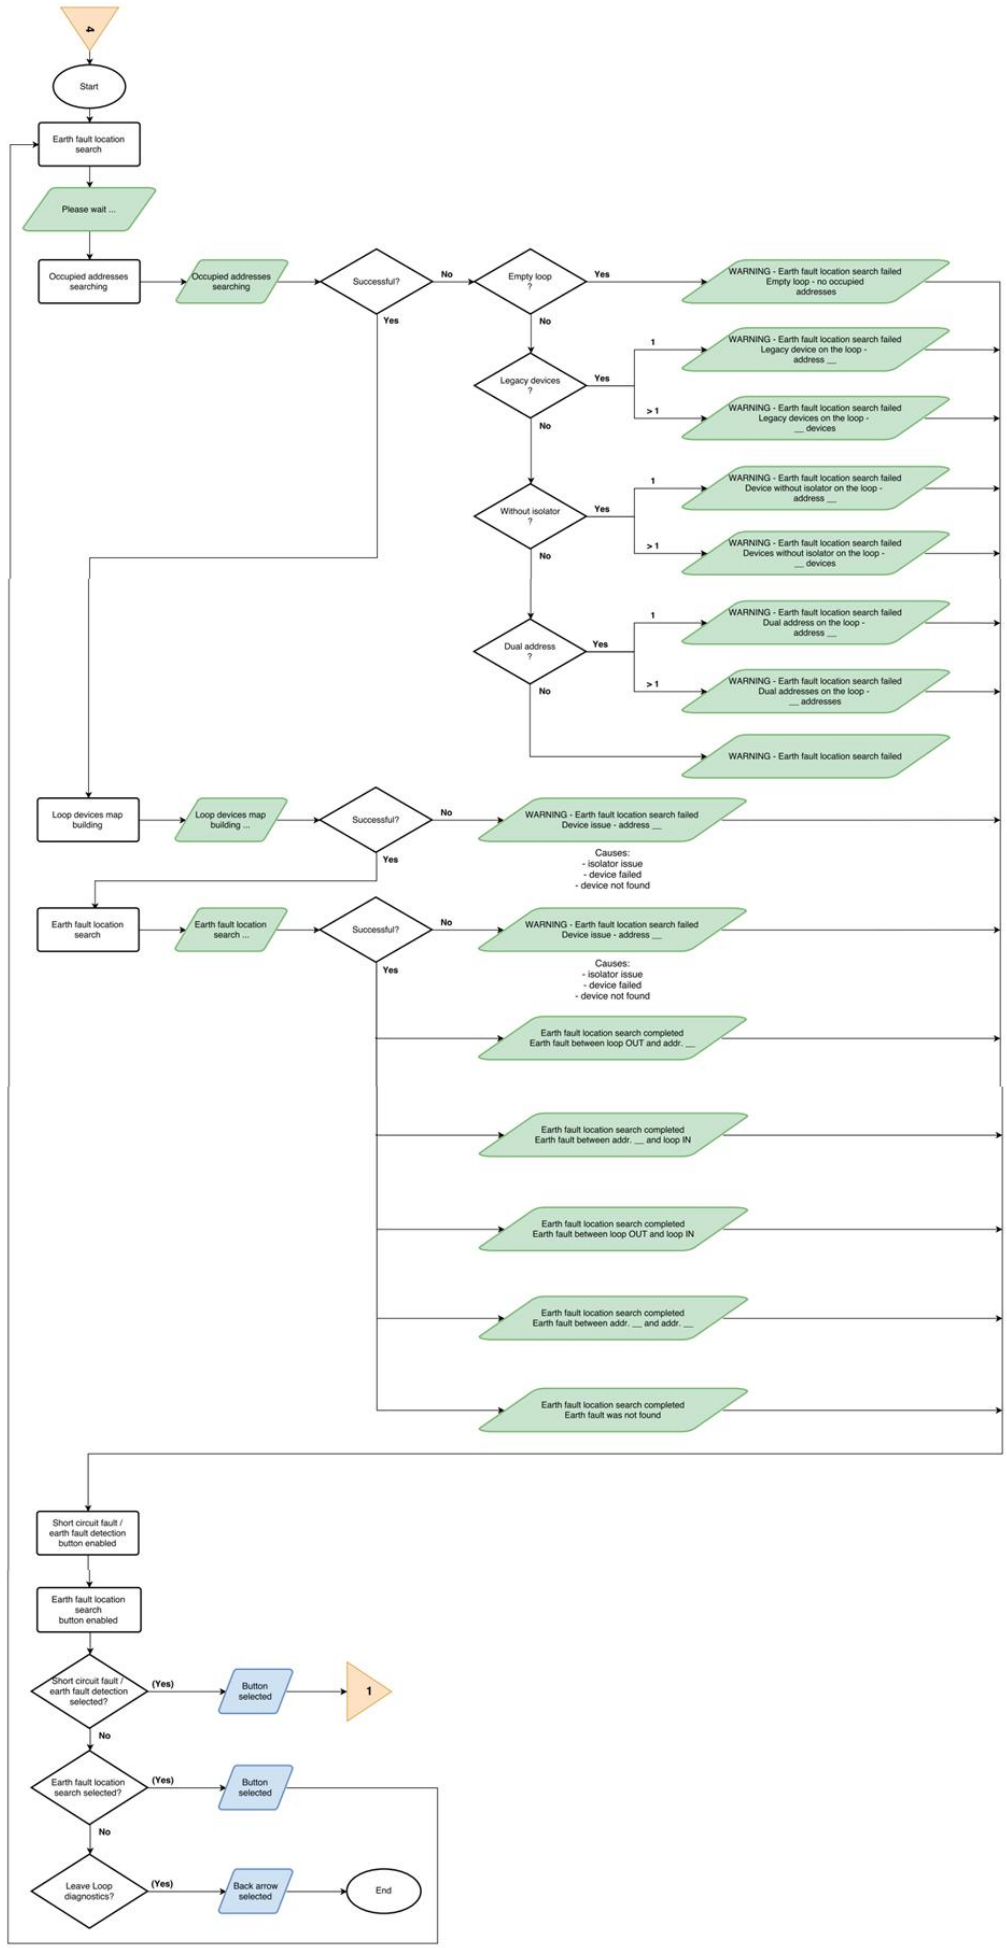 4
Start
Earth fault location
search
Please wait ...
Occupied addresses
searching
Occupied addresses
searching
Successful?
No
Yes
Empty loop
?
Yes
No
WARNING - Earth fault location search failed
Empty loop - no occupied
addresses
Legacy devices
?
Yes
No
1
WARNING - Earth fault location search failed
Legacy device on the loop -
address __
> 1
WARNING - Earth fault location search failed
Legacy devices on the loop -
__ devices
Without isolator
?
Yes
No
1
WARNING - Earth fault location search failed
Device without isolator on the loop -
address __
> 1
WARNING - Earth fault location search failed
Devices without isolator on the loop -
__ devices
Dual address
?
Yes
No
1
WARNING - Earth fault location search failed
Dual address on the loop -
address __
> 1
WARNING - Earth fault location search failed
Dual addresses on the loop -
__ addresses
WARNING - Earth fault location search failed
Loop devices map
building
Loop devices map
building ...
Successful?
No
Yes
WARNING - Earth fault location search failed
Device issue - address __
Causes:
- isolator issue
- device failed
- device not found
Earth fault location
search
Earth fault location
search ...
Successful?
No
Yes
WARNING - Earth fault location search failed
Device issue - address __
Causes:
- isolator issue
- device failed
- device not found
Earth fault location search completed
Earth fault between loop OUT and addr. __
Earth fault location search completed
Earth fault between addr. __ and loop IN
Earth fault location search completed
Earth fault between loop OUT and loop IN
Earth fault location search completed
Earth fault between addr. __ and addr. __
Earth fault location search completed
Earth fault was not found
Short circuit fault /
earth fault detection
button enabled
Earth fault location
search
button enabled
Short circuit fault /
earth fault detection
selected?
(Yes)
No
Button
selected
1
Earth fault location
search selected?
(Yes)
No
Button
selected
Leave Loop
diagnostics?
(Yes)
Back arrow
selected
End